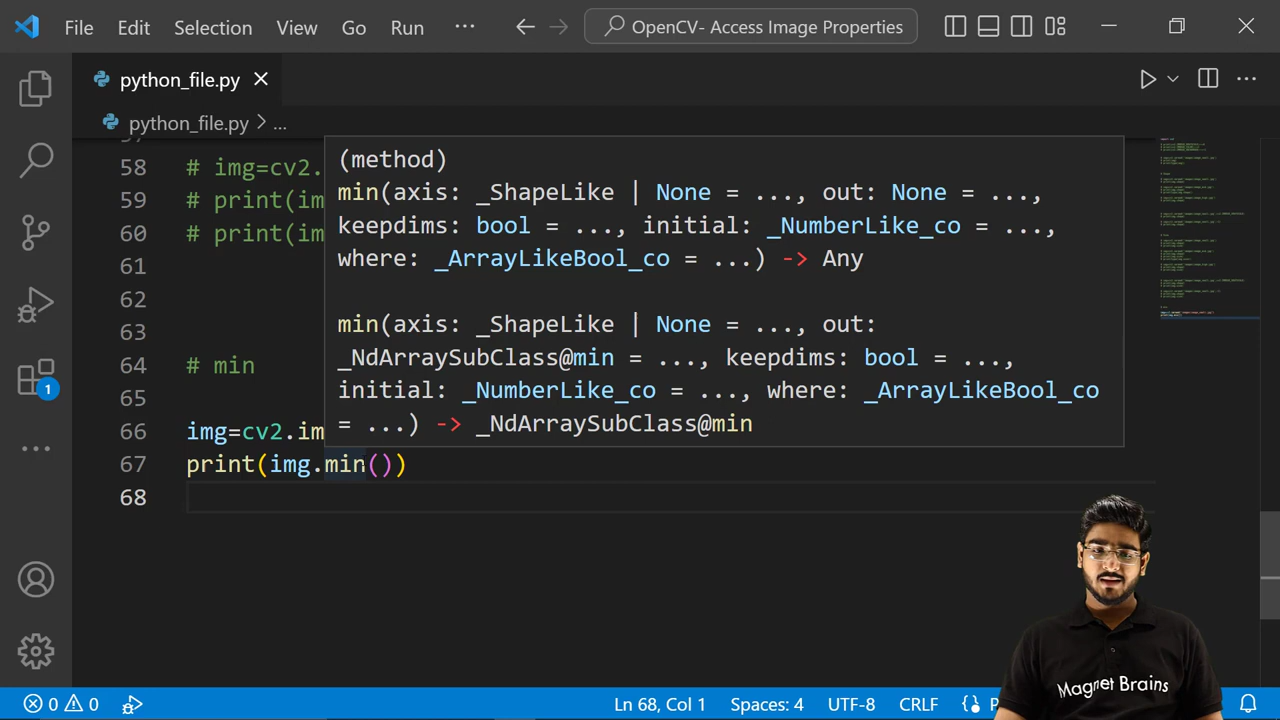 File Edit Selection View Go Run ··· OpenCV- Access Image Properties
python_file.py
python_file.py > ...
58 # img=cv2.
59 # print(im
60 # print(im
61
62
63
64 # min
65
66 img=cv2.im
67 print(img.min())
68
(method)
min(axis: _ShapeLike | None = ..., out: None = ...,
keepdims: bool = ..., initial: _NumberLike_co = ...,
where: _ArrayLikeBool_co = ...) -> Any
min(axis: _ShapeLike | None = ..., out:
_NdArraySubClass@min = ..., keepdims: bool = ...,
initial: _NumberLike_co = ..., where: _ArrayLikeBool_co
= ...) -> _NdArraySubClass@min
1
Magnet Brains
0 0 Ln 68, Col 1 Spaces: 4 UTF-8 CRLF {} P